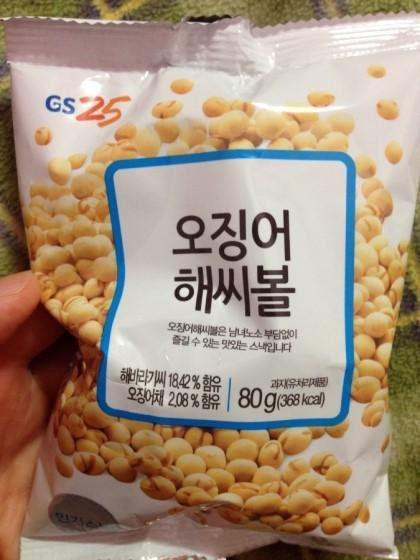 GS25
오징어
해씨볼
오징어해씨볼은 남녀노소 부담없이
즐길 수 있는 맛있는 스낵입니다
해바라기씨 18.42% 함유
오징어채 2.08% 함유
과자(유처리제품)
80g(368 kcal)